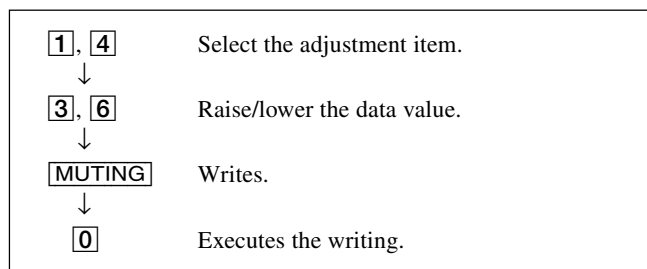 1, 4 Select the adjustment item.
↓
3, 6 Raise/lower the data value.
↓
MUTING Writes.
↓
0 Executes the writing.